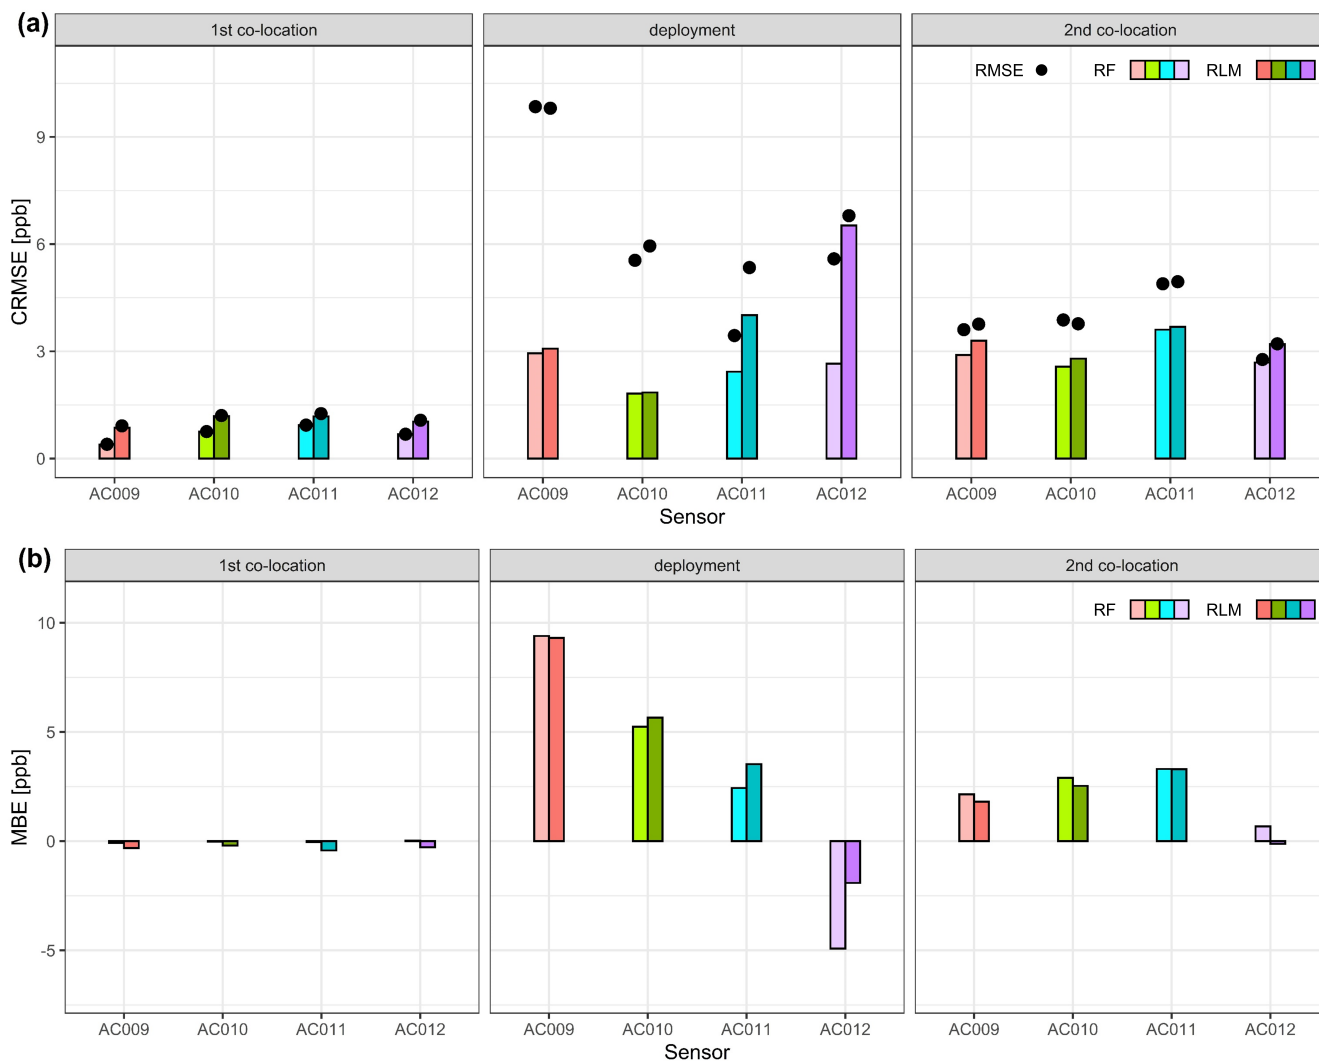 (a)
1st co-location deployment 2nd co-location
RMSE RF RLM
CRMSE [ppb]
9
6
3
0
AC009 AC010 AC011 AC012 AC009 AC010 AC011 AC012 AC009 AC010 AC011 AC012
Sensor
(b)
1st co-location deployment 2nd co-location
RF RLM
MBE [ppb]
10
5
0
-5
AC009 AC010 AC011 AC012 AC009 AC010 AC011 AC012 AC009 AC010 AC011 AC012
Sensor